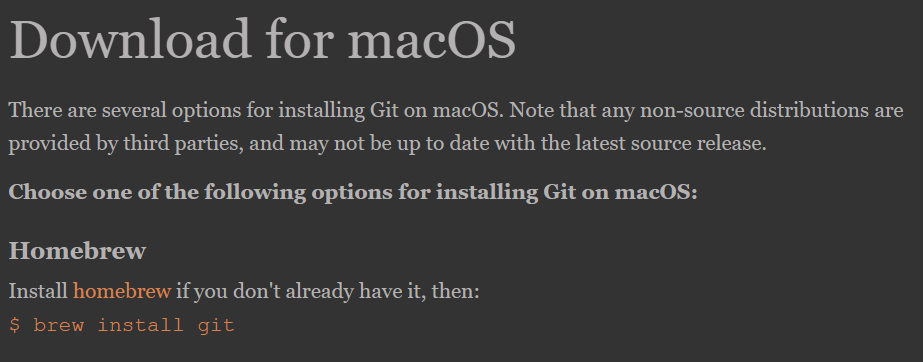 Download for macOS
There are several options for installing Git on macOS. Note that any non-source distributions are
provided by third parties, and may not be up to date with the latest source release.
Choose one of the following options for installing Git on macOS:
Homebrew
Install homebrew if you don't already have it, then:
$ brew install git